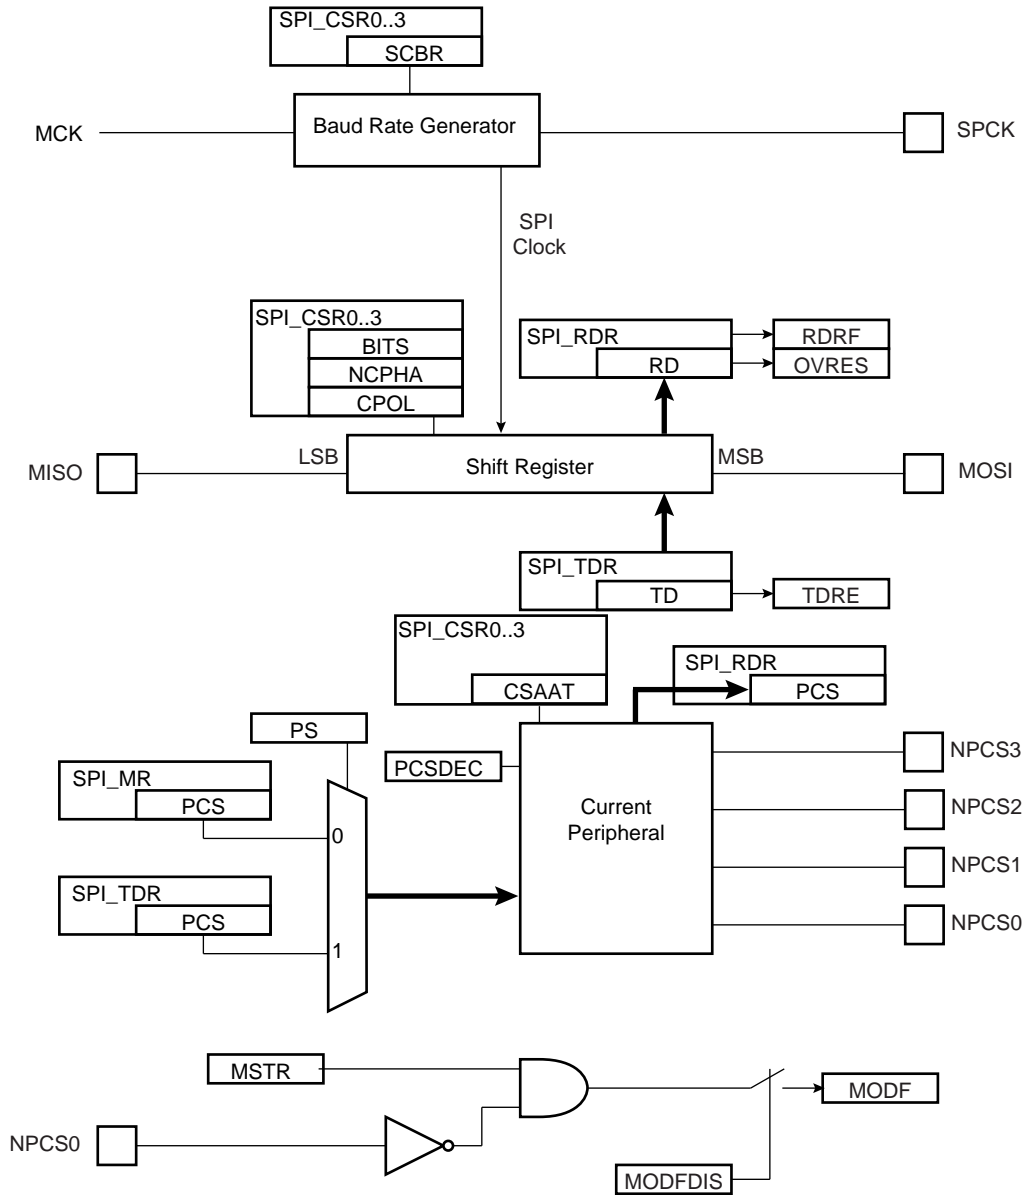 SPI_CSR0..3
SCBR
MCK
Baud Rate Generator
SPCK
SPI
Clock
SPI_CSR0..3
BITS
NCPHA
CPOL
SPI_RDR
RD
RDRF
OVRES
MISO
LSB
Shift Register
MSB
MOSI
SPI_TDR
TD
TDRE
SPI_CSR0..3
CSAAT
SPI_RDR
PCS
PS
PCSDEC
Current
Peripheral
NPCS3
NPCS2
NPCS1
NPCS0
SPI_MR
PCS
0
SPI_TDR
PCS
1
MSTR
MODF
NPCS0
MODFDIS